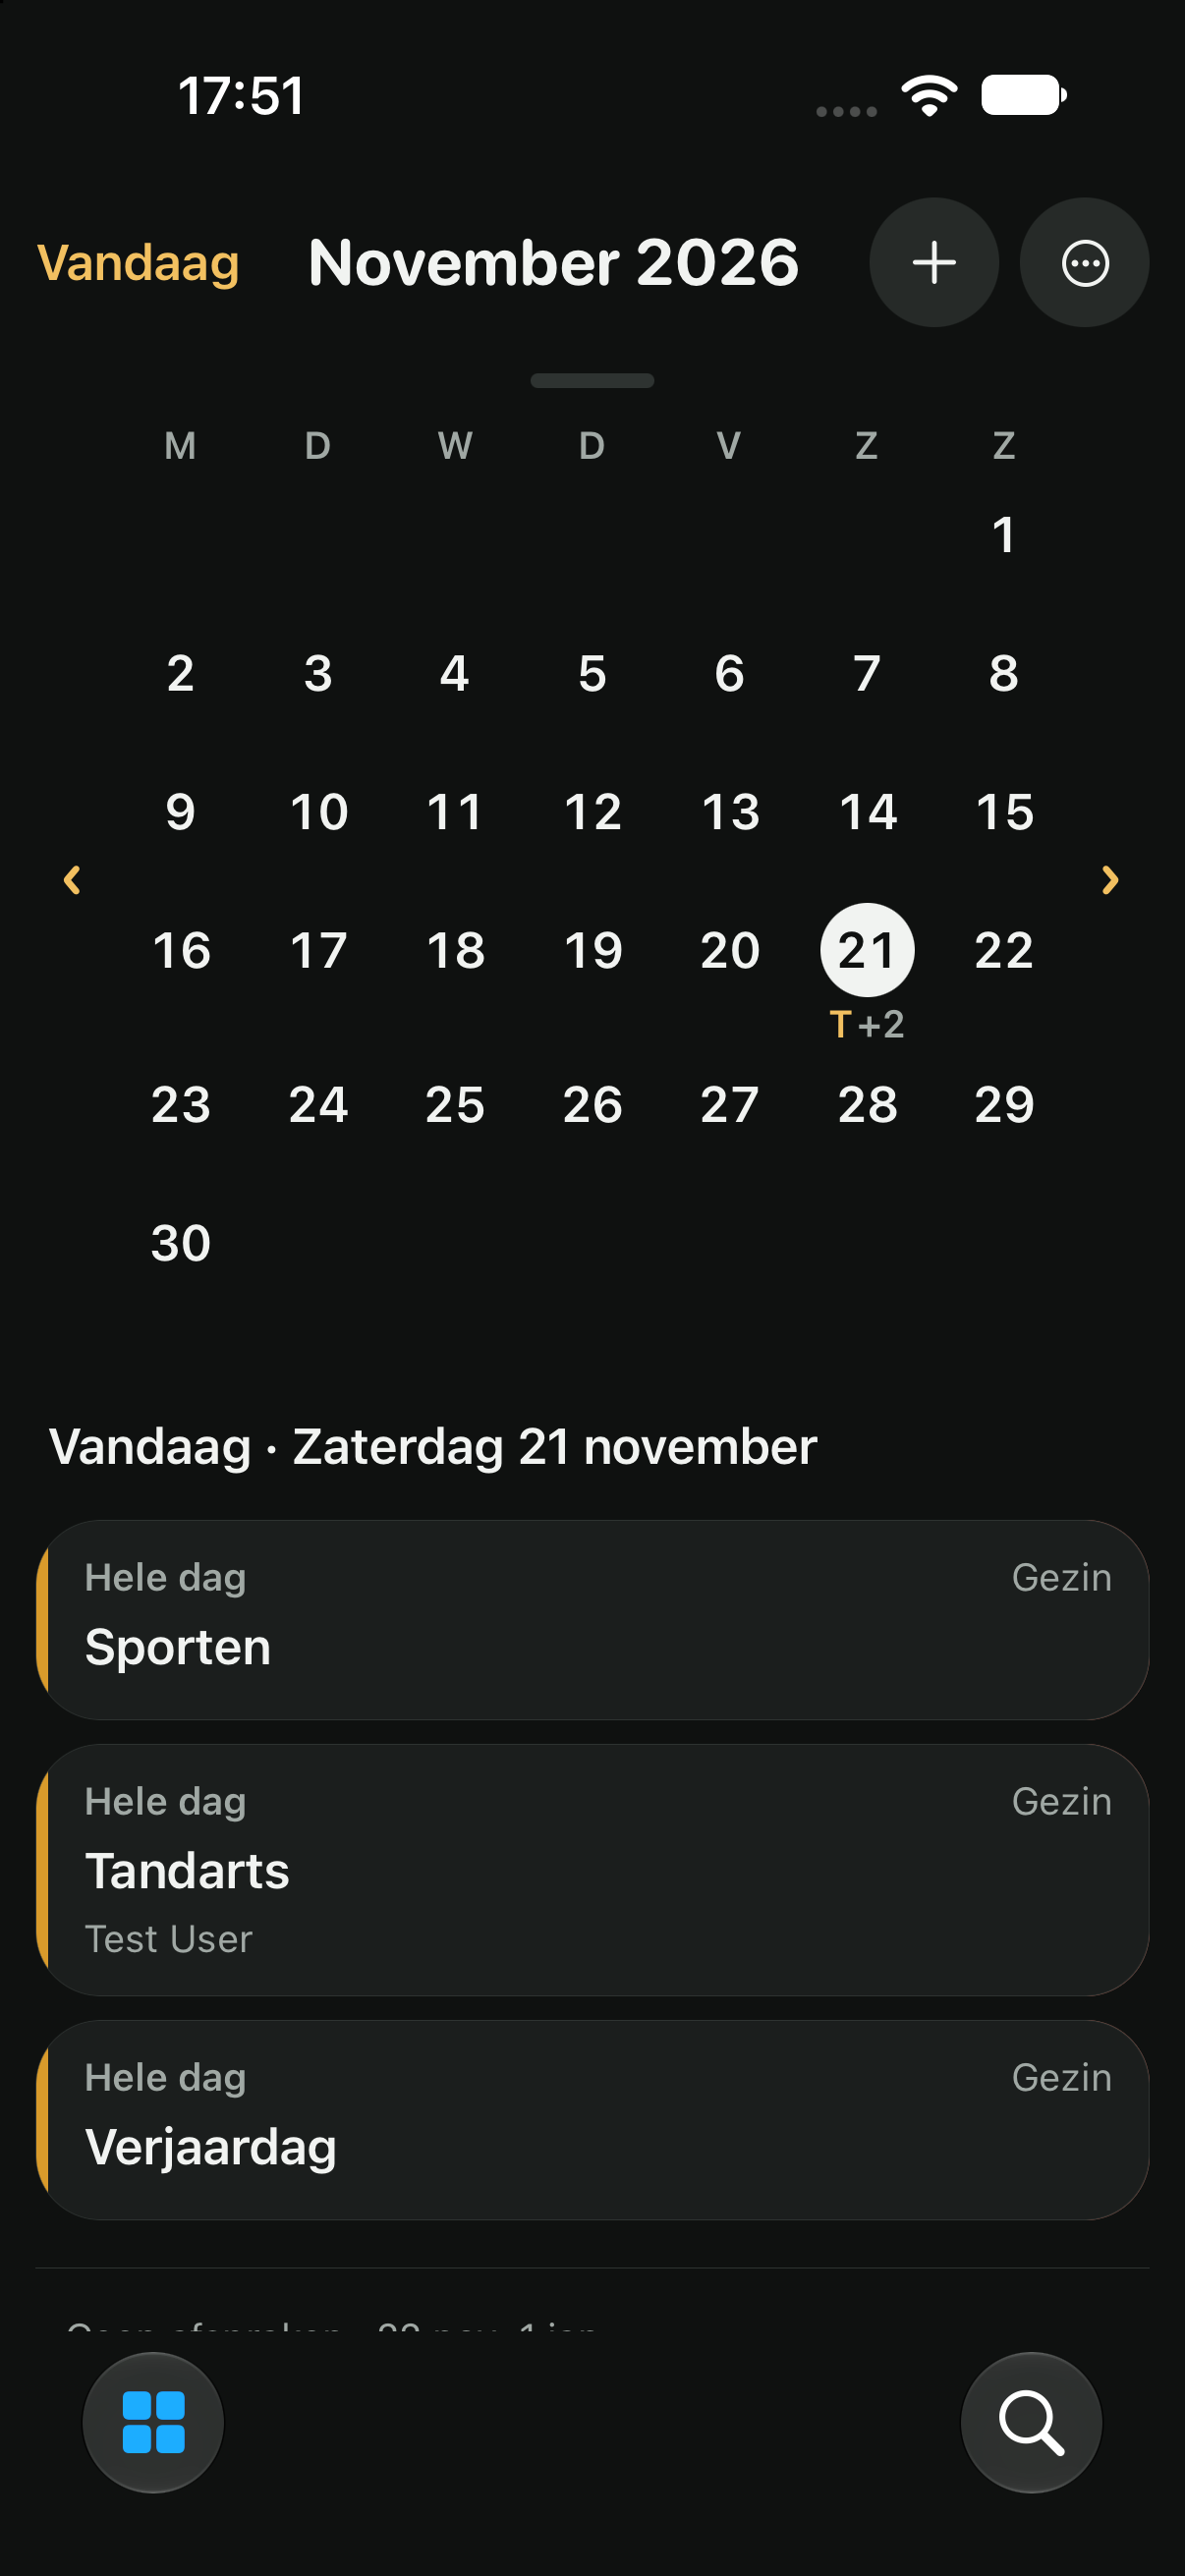 17:51
Vandaag November 2026
M D W D V Z Z
1
2 3 4 5 6 7 8
9 10 11 12 13 14 15
16 17 18 19 20 21 22
T+2
23 24 25 26 27 28 29
30
Vandaag · Zaterdag 21 november
Hele dag Gezin
Sporten
Hele dag Gezin
Tandarts
Test User
Hele dag Gezin
Verjaardag